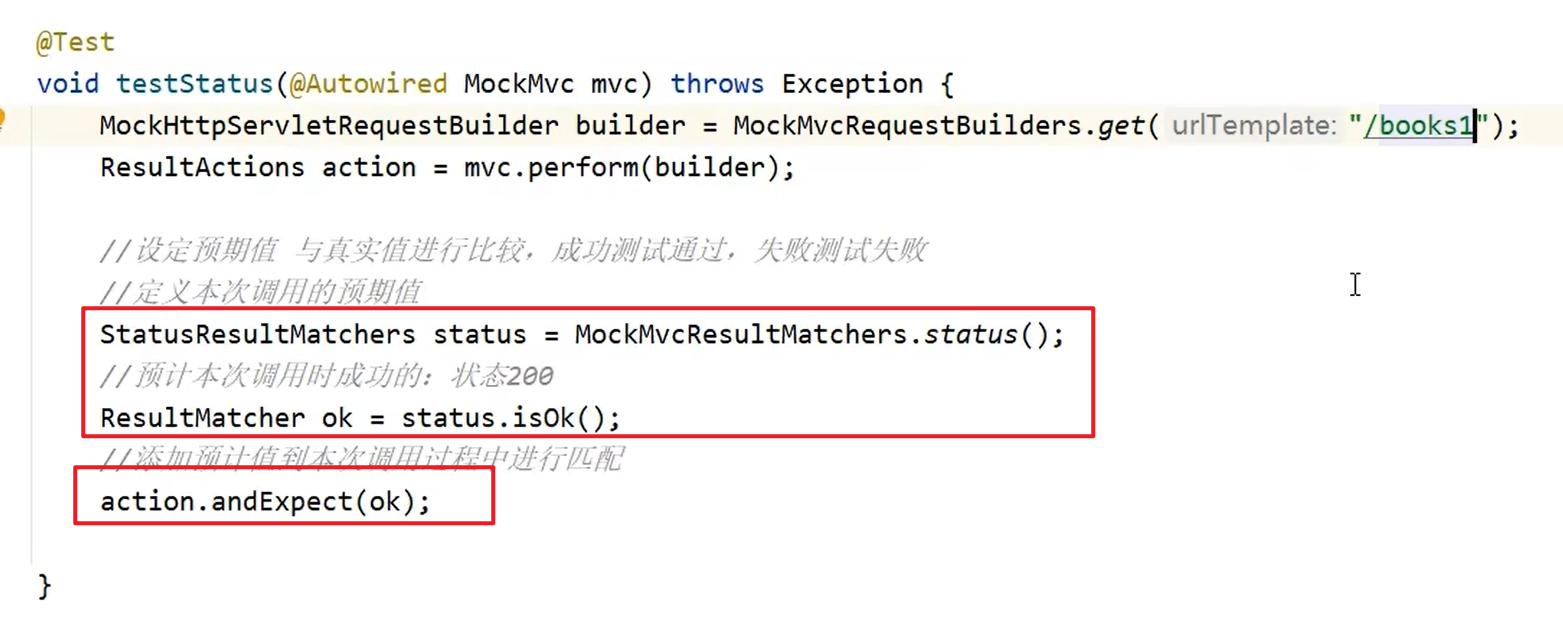 @Test
void testStatus(@Autowired MockMvc mvc) throws Exception {
MockHttpServletRequestBuilder builder = MockMvcRequestBuilders.get( urlTemplate: "/books1");
ResultActions action = mvc.perform(builder);
//设定预期值 与真实值进行比较，成功测试通过，失败测试失败
//定义本次调用的预期值
StatusResultMatchers status = MockMvcResultMatchers.status();
//预计本次调用时成功的：状态200
ResultMatcher ok = status.isOk();
//添加预计值到本次调用过程中进行匹配
action.andExpect(ok);
}